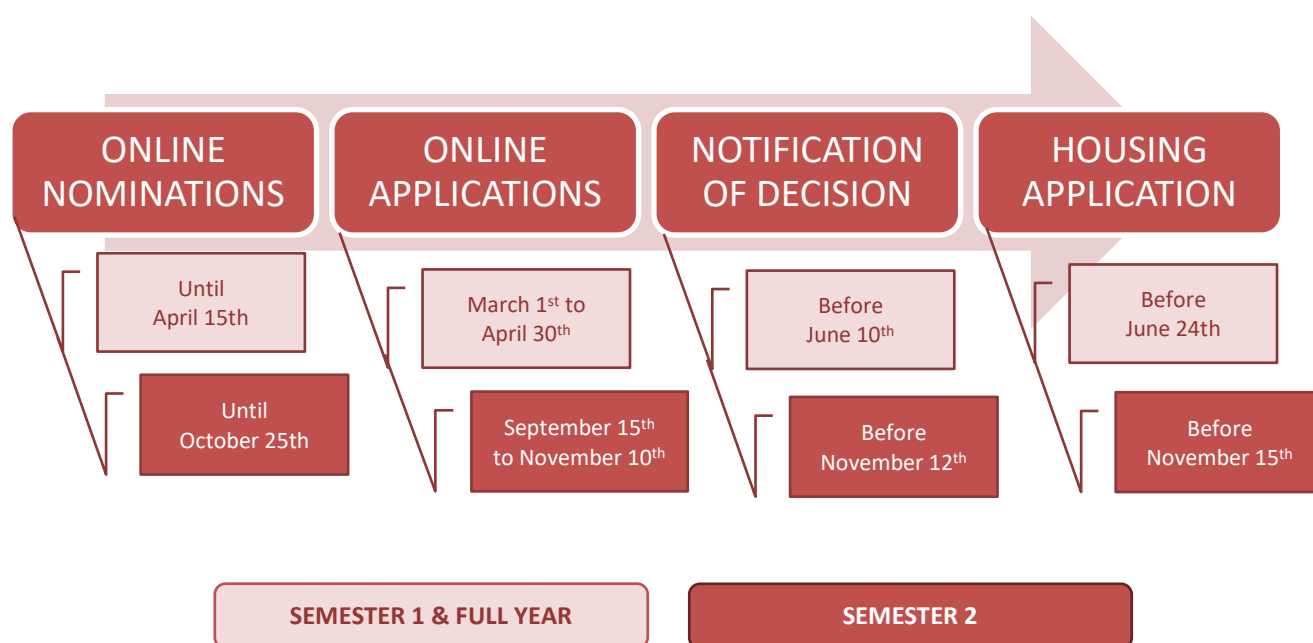 ONLINE
NOMINATIONS
ONLINE
APPLICATIONS
NOTIFICATION
OF DECISION
HOUSING
APPLICATION
Until
April 15th
March 1st to
April 30th
Before
June 10th
Before
June 24th
Until
October 25th
September 15th
to November 10th
Before
November 12th
Before
November 15th
SEMESTER 1 & FULL YEAR
SEMESTER 2